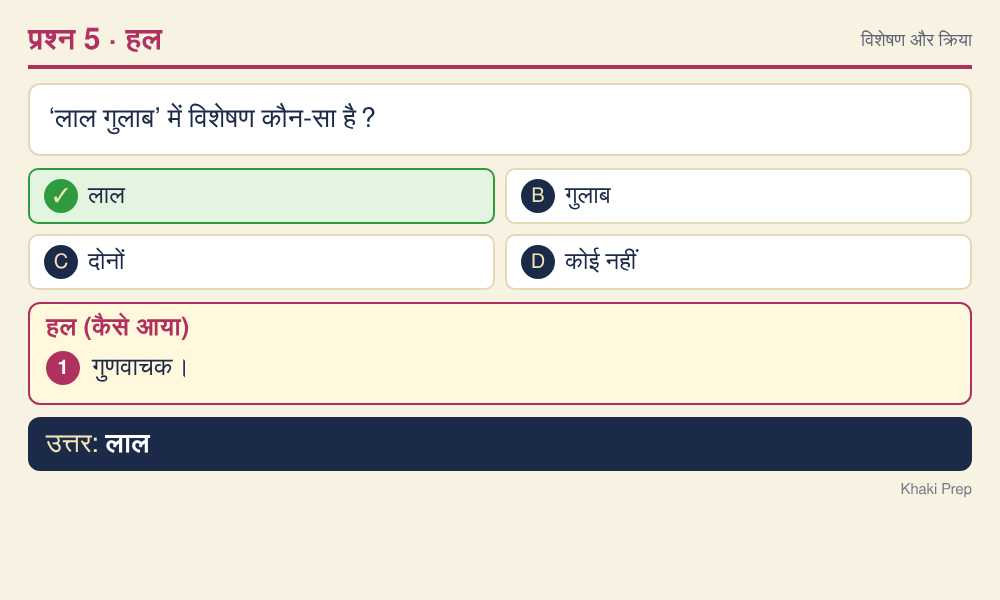 प्रश्न 5 · हल
विशेषण और क्रिया
‘लाल गुलाब’ में विशेषण कौन-सा है ?
✓ लाल
B गुलाब
C दोनों
D कोई नहीं
हल (कैसे आया)
1 गुणवाचक।
उत्तर: लाल
Khaki Prep